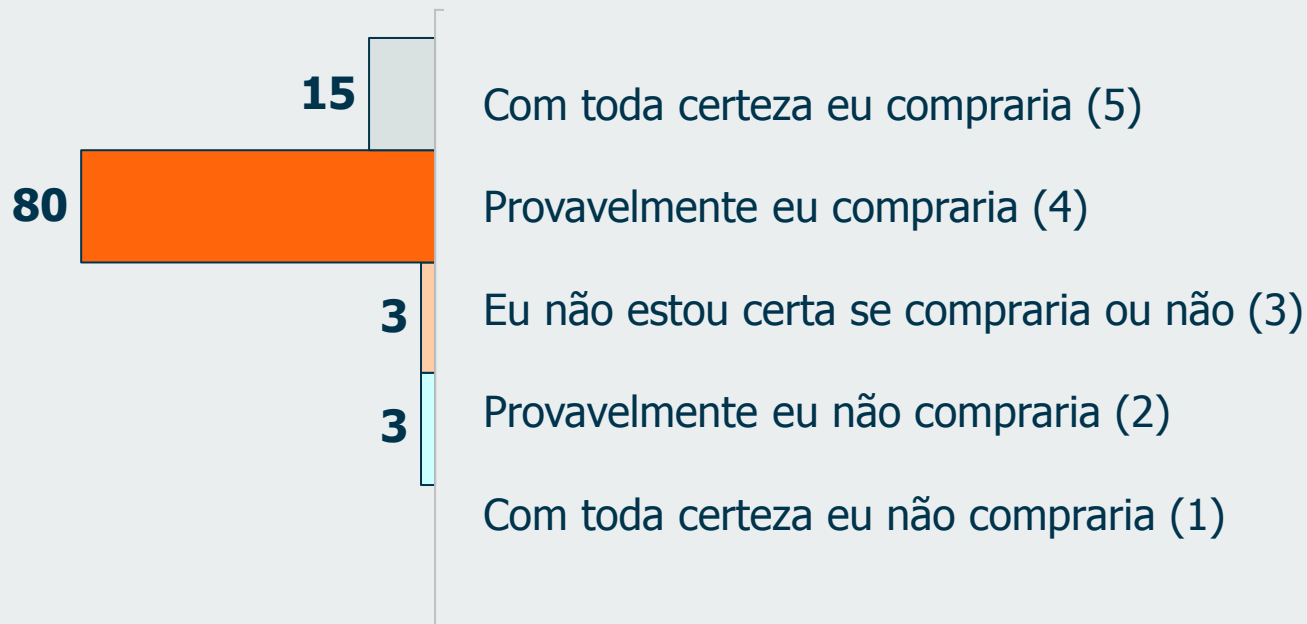 15 Com toda certeza eu compraria (5)
80 Provavelmente eu compraria (4)
3 Eu não estou certa se compraria ou não (3)
3 Provavelmente eu não compraria (2)
Com toda certeza eu não compraria (1)